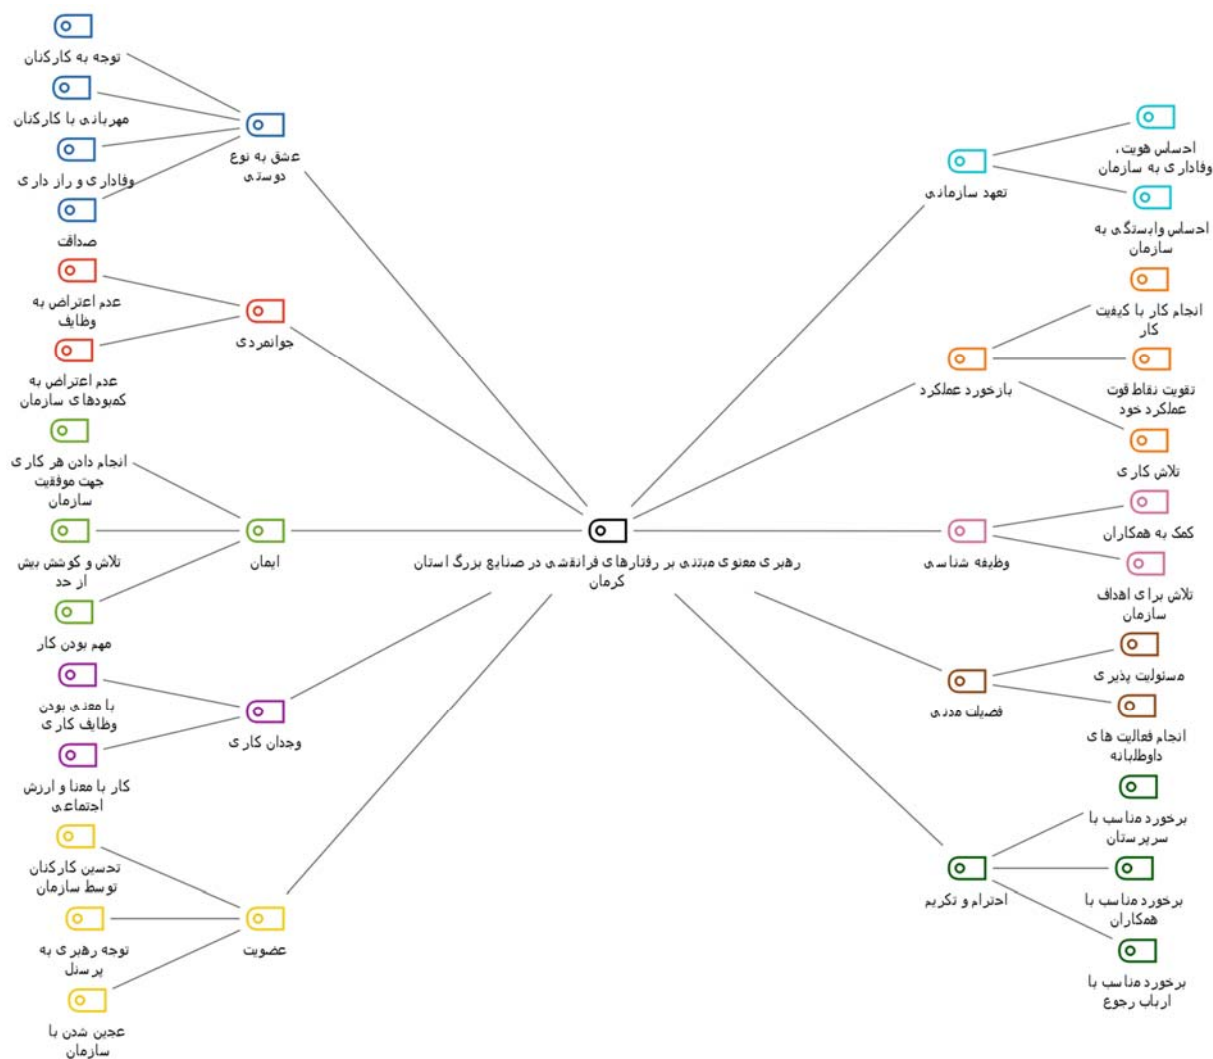 توجه به کارکنان
مهربانی با کارکنان
وفاداری و راز داری
صداقت
عشق به نوع
دوستی
عدم اعتراض به
وظایف
عدم اعتراض به
کمبودهای سازمان
جوانمردی
انجام دادن هر کاری
جهت موفقیت
سازمان
تلاش و کوشش بیش
از حد
مهم بودن کار
ایمان
با معنی بودن
وظایف کاری
کار با معنا و ارزش
اجتماعی
وجدان کاری
تحسین کارکنان
توسط سازمان
توجه رهبری به
پرسنل
عجین شدن با
سازمان
عضویت
رهبری معنوی مبتنی بر رفتارهای فرانقشی در صنایع بزرگ استان
کرمان
احساس هویت،
وفاداری به سازمان
احساس وابستگی به
سازمان
تعهد سازمانی
انجام کار با کیفیت
کار
تقویت نقاط قوت
عملکرد خود
تلاش کاری
بازخورد عملکرد
کمک به همکاران
تلاش برای اهداف
سازمان
وظیفه شناسی
مسئولیت پذیری
انجام فعالیت های
داوطلبانه
فضیلت مدنی
برخورد مناسب با
سرپرستان
برخورد مناسب با
همکاران
برخورد مناسب با
ارباب رجوع
احترام و تکریم